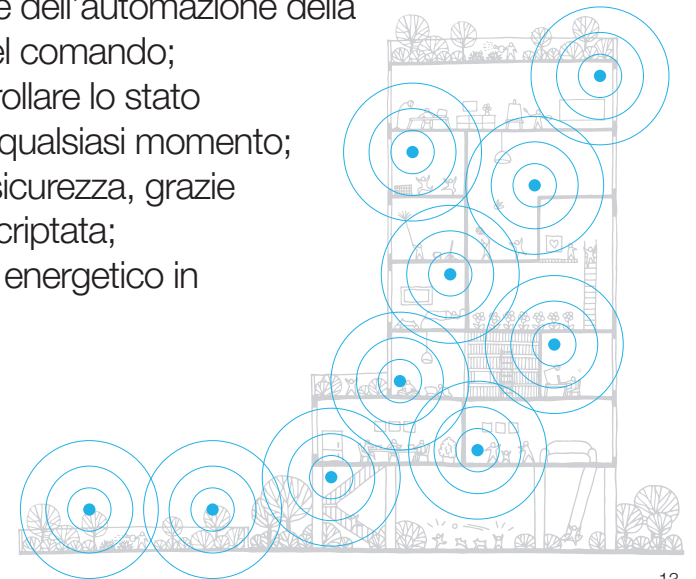 e dell'automazione della
el comando;
rollare lo stato
qualsiasi momento;
sicurezza, grazie
criptata;
energetico in